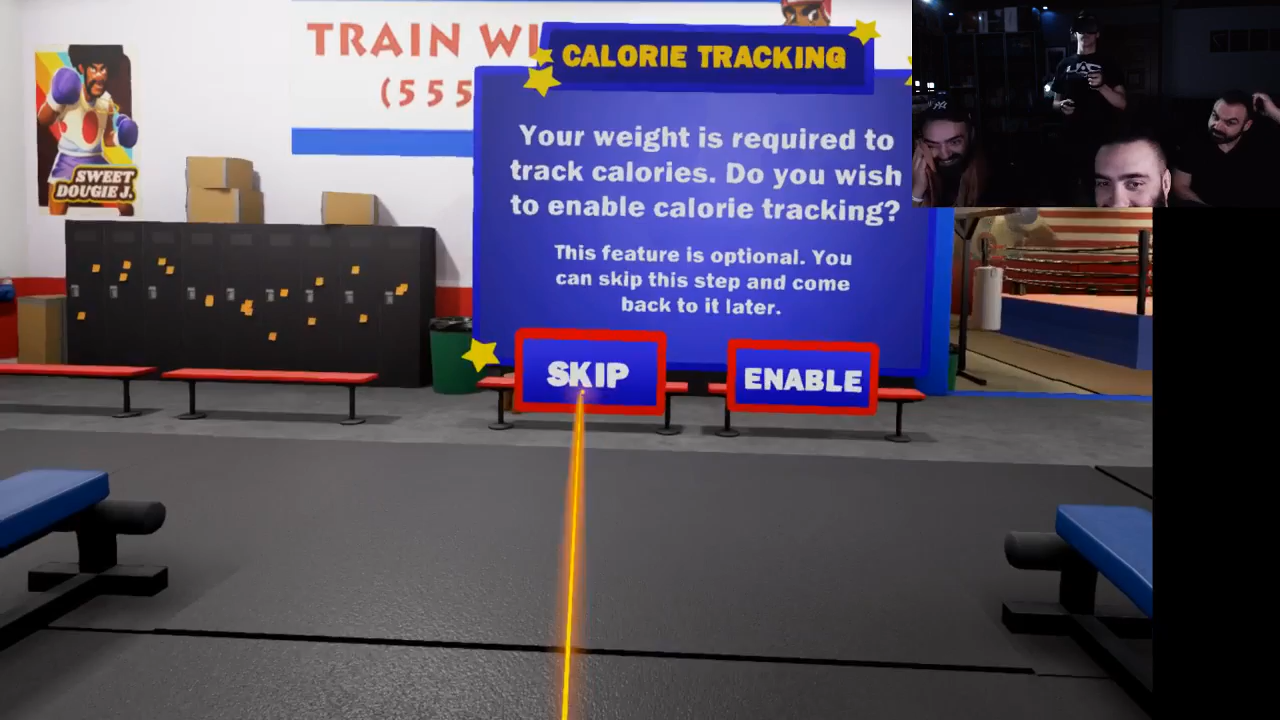 TRAIN WI
(555
CALORIE TRACKING
Your weight is required to
track calories. Do you wish
to enable calorie tracking?
This feature is optional. You
can skip this step and come
back to it later.
SKIP
ENABLE
SWEET
DOUGIE J.
UAC